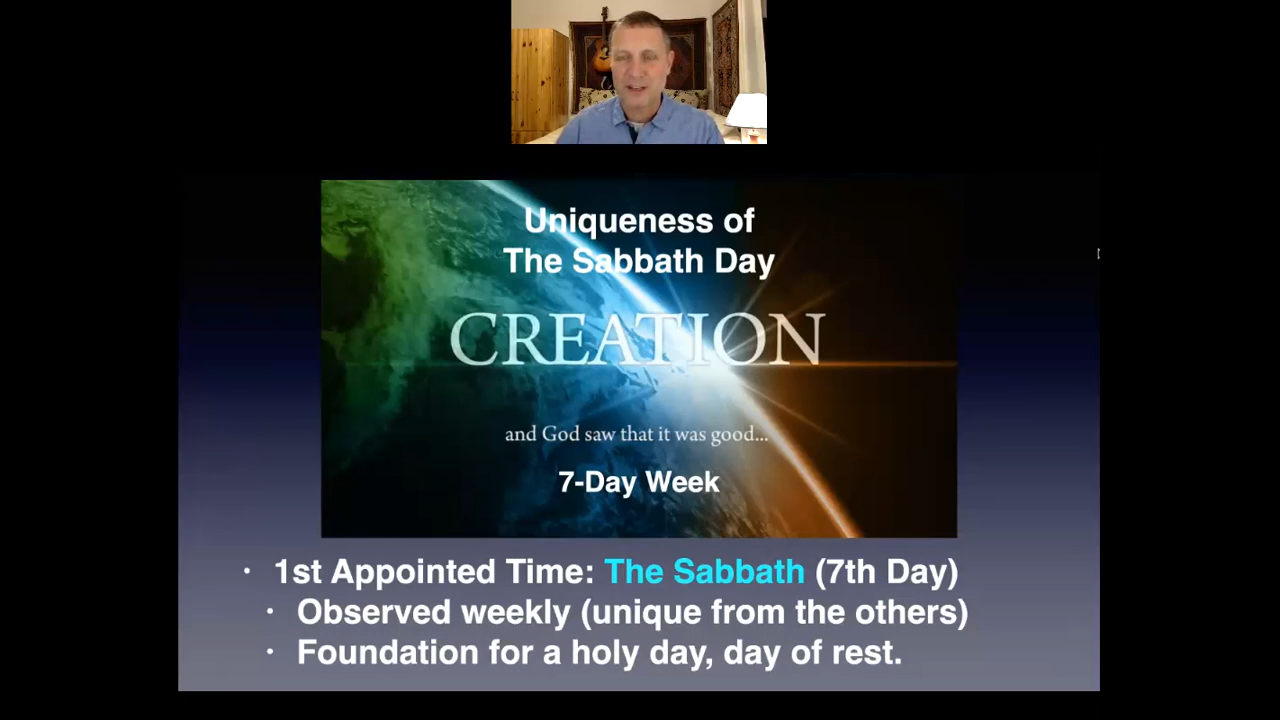 Uniqueness of
The Sabbath Day
CREATION
and God saw that it was good...
7-Day Week
· 1st Appointed Time: The Sabbath (7th Day)
· Observed weekly (unique from the others)
· Foundation for a holy day, day of rest.